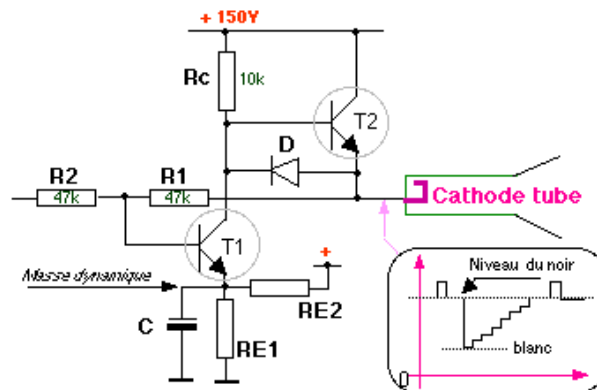 + 150V
Rc
10k
T2
D
R2
R1
47k
47k
Cathode tube
T1
Masse dynamique
+
RE2
C
RE1
Niveau du noir
blanc